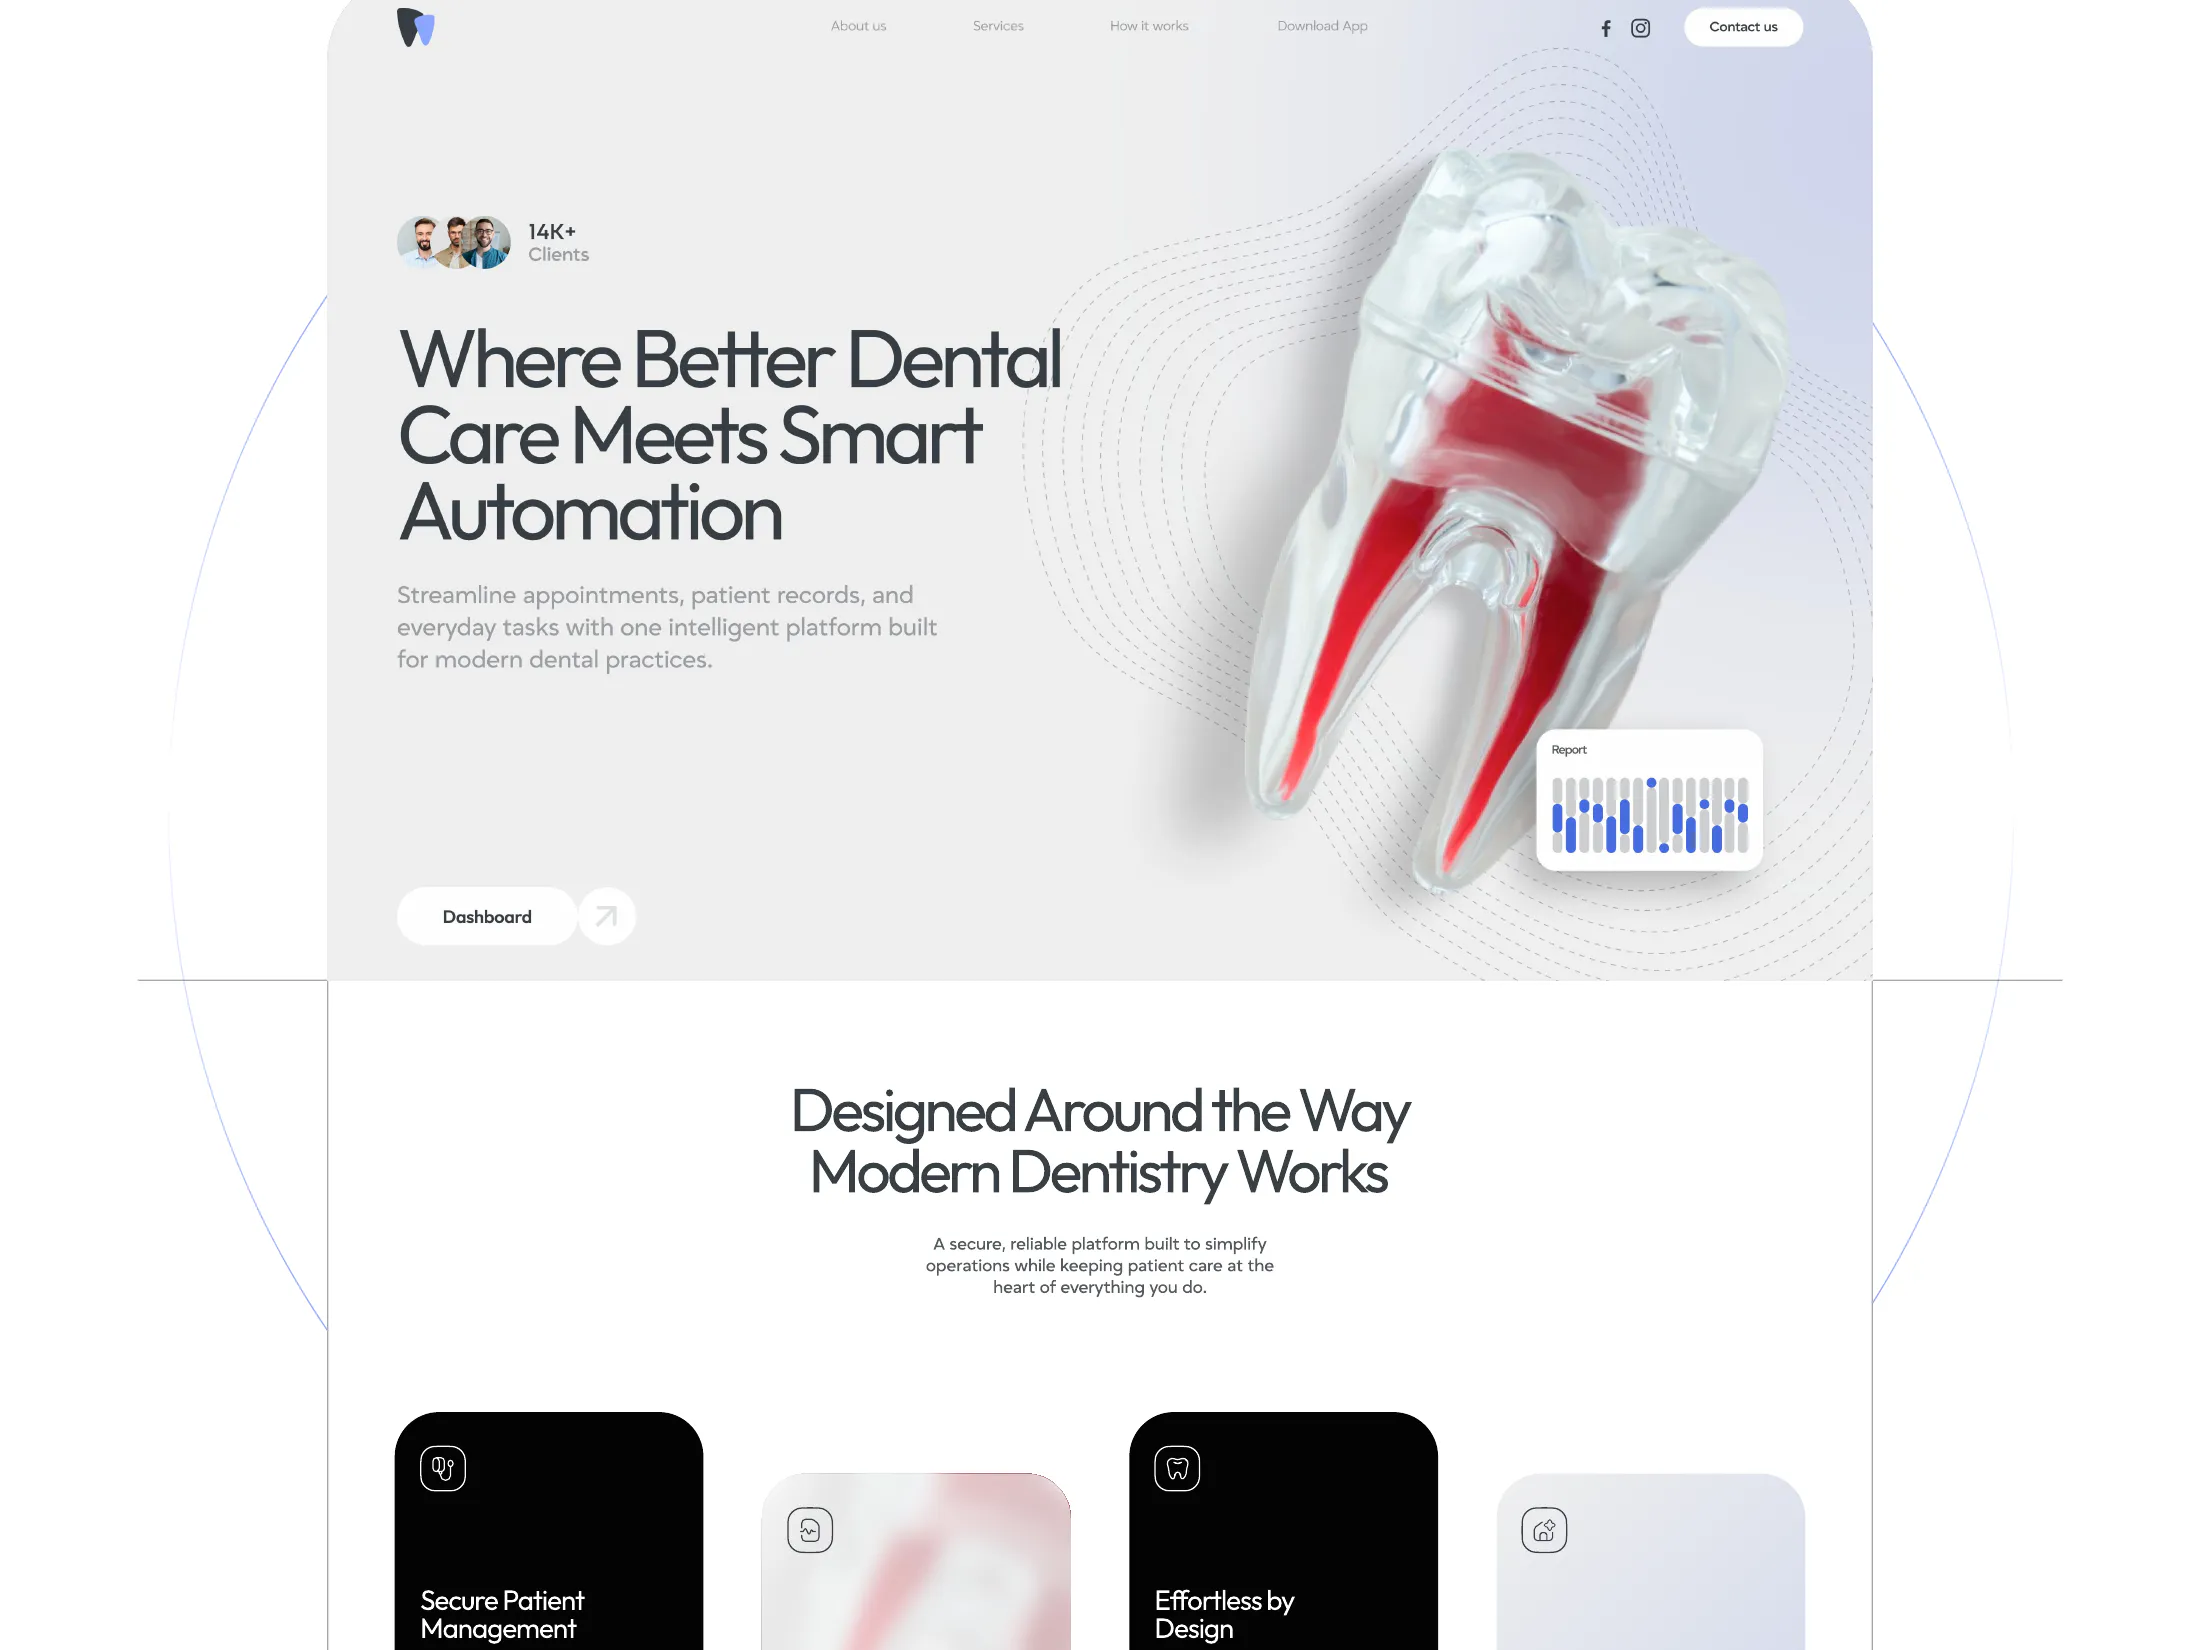 About us
Services
How it works
Download App
Contact us
14K+
Clients
Where Better Dental
Care Meets Smart
Automation
Streamline appointments, patient records, and
everyday tasks with one intelligent platform built
for modern dental practices.
Report
Dashboard
Designed Around the Way
Modern Dentistry Works
A secure, reliable platform built to simplify
operations while keeping patient care at the
heart of everything you do.
Secure Patient
Management
Effortless by
Design